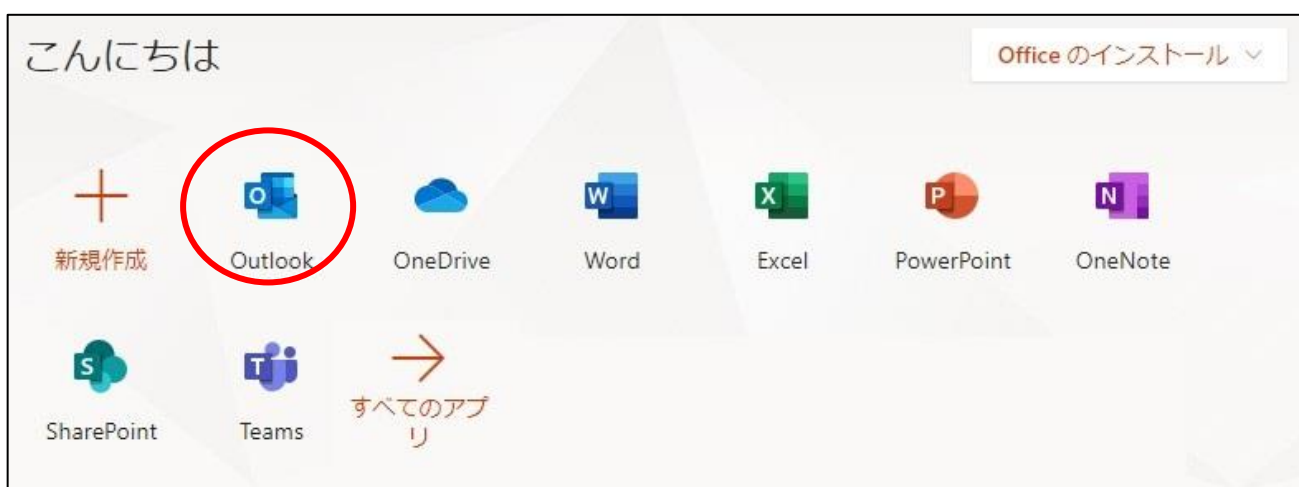 こんにちは
Office のインストール
新規作成
Outlook
OneDrive
Word
Excel
PowerPoint
OneNote
SharePoint
Teams
すべてのアプ
リ